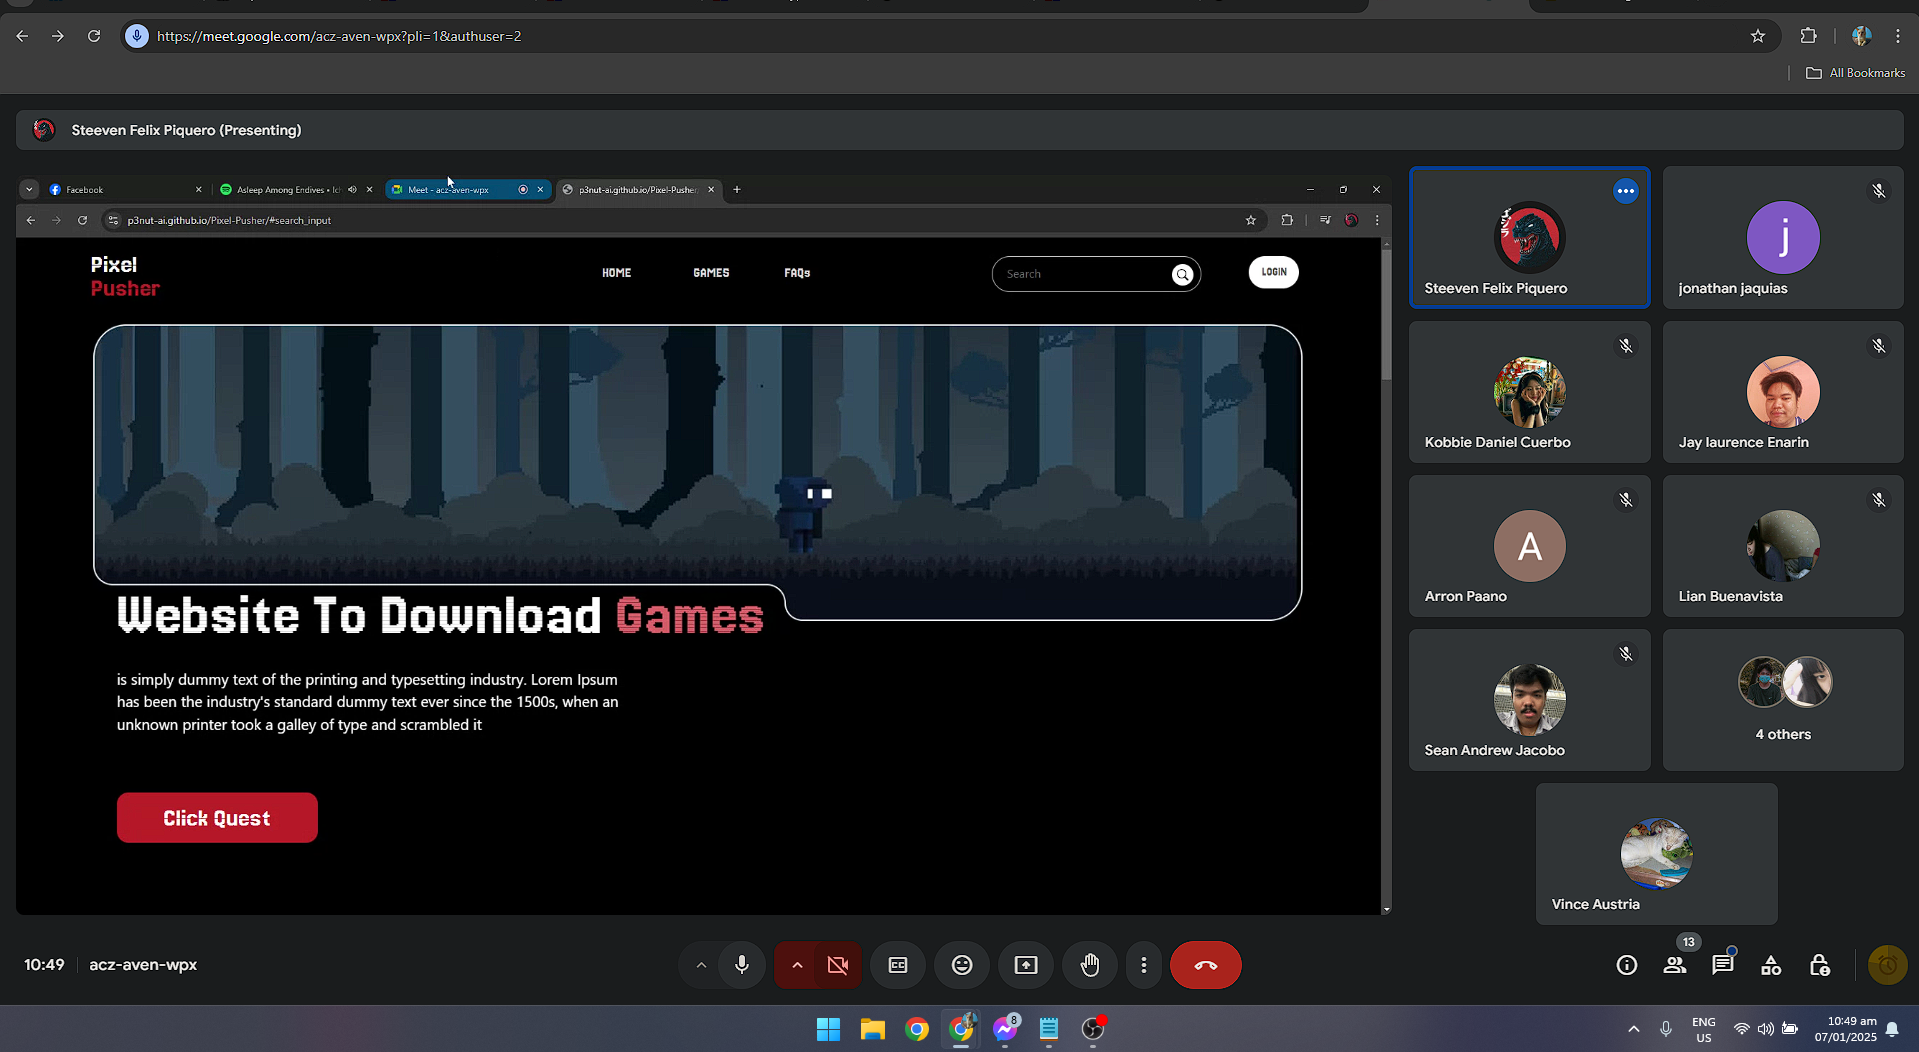 https://meet.google.com/acz-aven-wpx?pli=1&authuser=2
All Bookmarks
Steeven Felix Piquero (Presenting)
Facebook
Asleep Among Endives • Ich
Meet - acz-aven-wpx
p3nut-ai.github.io/Pixel-Pusher
p3nut-ai.github.io/Pixel-Pusher/#search_input
Pixel
Pusher
HOME
GAMES
FAQs
Search
LOGIN
Website To Download Games
is simply dummy text of the printing and typesetting industry. Lorem Ipsum
has been the industry's standard dummy text ever since the 1500s, when an
unknown printer took a galley of type and scrambled it
Click Quest
Steeven Felix Piquero
j
jonathan jaquias
Kobbie Daniel Cuerbo
Jay laurence Enarin
A
Arron Paano
Lian Buenavista
Sean Andrew Jacobo
4 others
Vince Austria
10:49
acz-aven-wpx
CC
13
8
ENG
US
10:49 am
07/01/2025